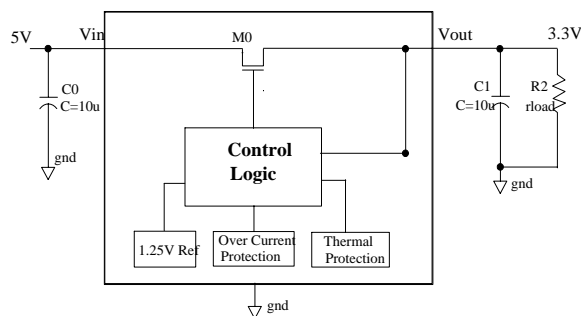 5V
Vin
M0
Vout
3.3V
C0
C=10u
gnd
C1
C=10u
R2
rload
gnd
Control
Logic
1.25V Ref
Over Current
Protection
Thermal
Protection
gnd